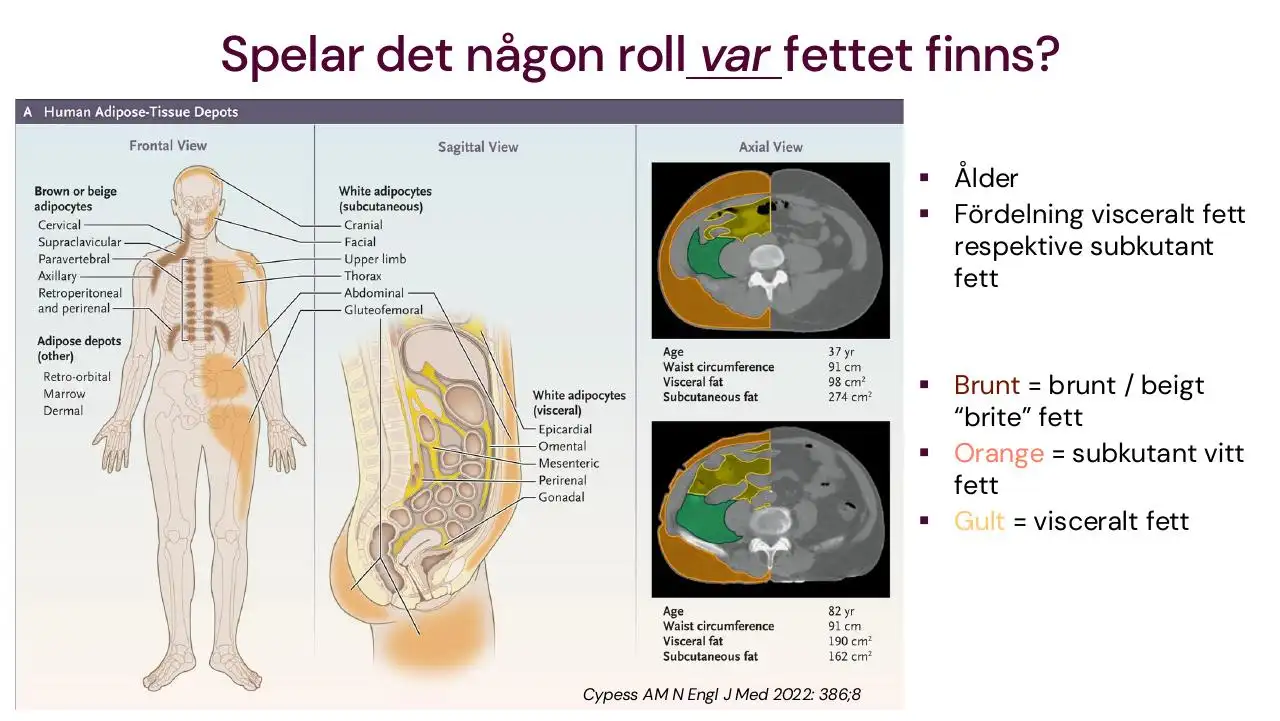 Spelar det någon roll var fettet finns?
A Human Adipose-Tissue Depots
Frontal View
Brown or beige
adipocytes
Cervical
Supraclavicular
Paravertebral
Axillary
Retroperitoneal
and perirenal
Adipose depots
(other)
Retro-orbital
Marrow
Dermal
Sagittal View
White adipocytes
(subcutaneous)
Cranial
Facial
Upper limb
Thorax
Abdominal
Gluteofemoral
White adipocytes
(visceral)
Epicardial
Omental
Mesenteric
Perirenal
Gonadal
Axial View
Age 37 yr
Waist circumference 91 cm
Visceral fat 98 cm²
Subcutaneous fat 274 cm²
Age 82 yr
Waist circumference 91 cm
Visceral fat 190 cm²
Subcutaneous fat 162 cm²
Cypess AM N Engl J Med 2022: 386;8
▪ Ålder
▪ Fördelning visceralt fett
respektive subkutant
fett
▪ Brunt = brunt / beigt
“brite” fett
▪ Orange = subkutant vitt
fett
▪ Gult = visceralt fett